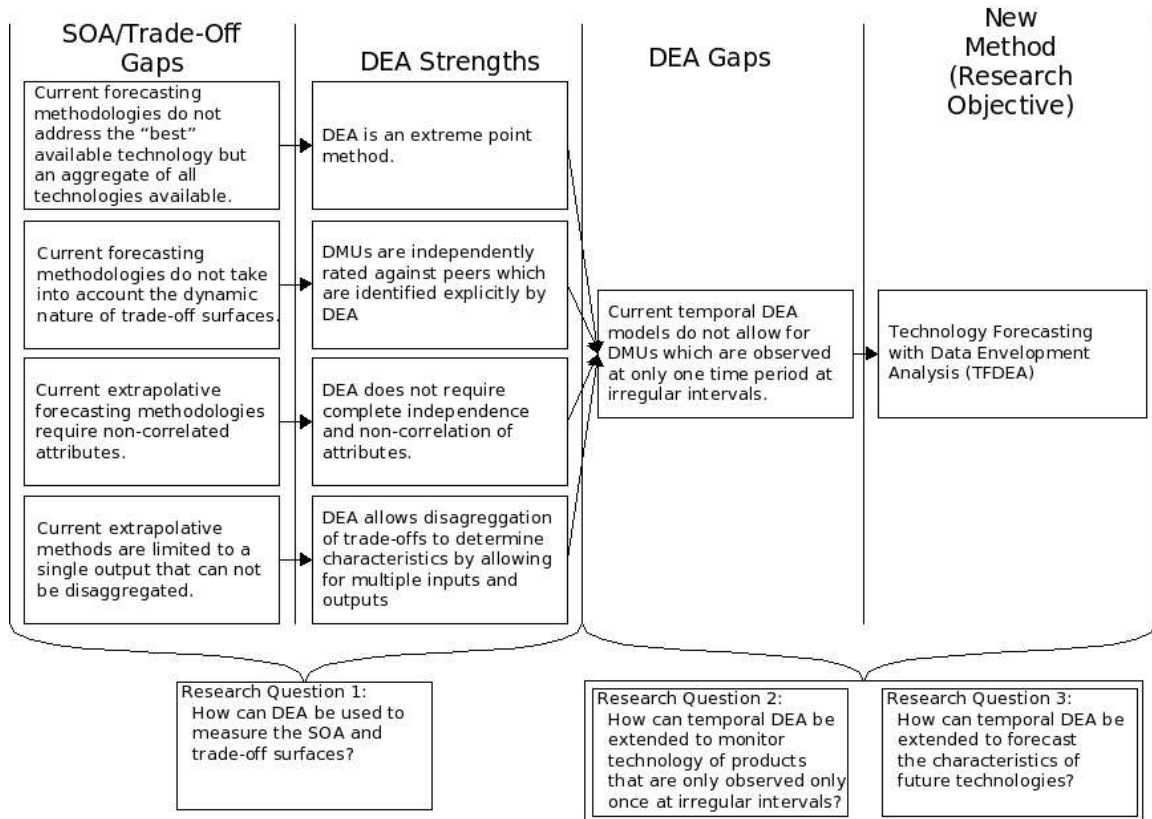 SOA/Trade-Off
Gaps
DEA Strengths
DEA Gaps
New
Method
(Research
Objective)
Current forecasting
methodologies do not
address the “best”
available technology but
an aggregate of all
technologies available.
DEA is an extreme point
method.
Current forecasting
methodologies do not take
into account the dynamic
nature of trade-off surfaces.
DMUs are independently
rated against peers which
are identified explicitly by
DEA
Current extrapolative
forecasting methodologies
require non-correlated
attributes.
DEA does not require
complete independence
and non-correlation of
attributes.
Current extrapolative
methods are limited to a
single output that can not
be disaggregated.
DEA allows disagreggation
of trade-offs to determine
characteristics by allowing
for multiple inputs and
outputs
Current temporal DEA
models do not allow for
DMUs which are observed
at only one time period at
irregular intervals.
Technology Forecasting
with Data Envelopment
Analysis (TFDEA)
Research Question 1:
How can DEA be used to
measure the SOA and
trade-off surfaces?
Research Question 2:
How can temporal DEA be
extended to monitor
technology of products
that are only observed only
once at irregular intervals?
Research Question 3:
How can temporal DEA be
extended to forecast
the characteristics of
future technologies?